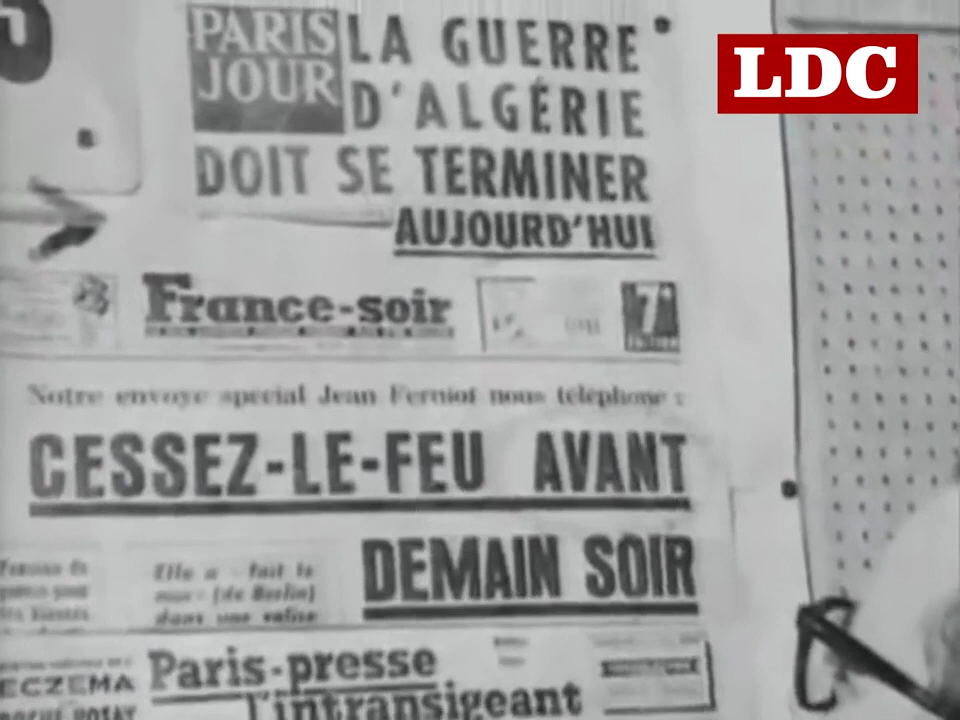 LDC
PARIS
JOUR
LA GUERRE
D'ALGÉRIE
DOIT SE TERMINER
AUJOURD'HUI
France-soir
7
Notre envoyé spécial Jean Ferniot nous téléphone :
CESSEZ-LE-FEU AVANT
DEMAIN SOIR
Elle a fait le
mur (de Berlin)
dans une valise
Paris-presse
l'intransigeant
ECZEMA